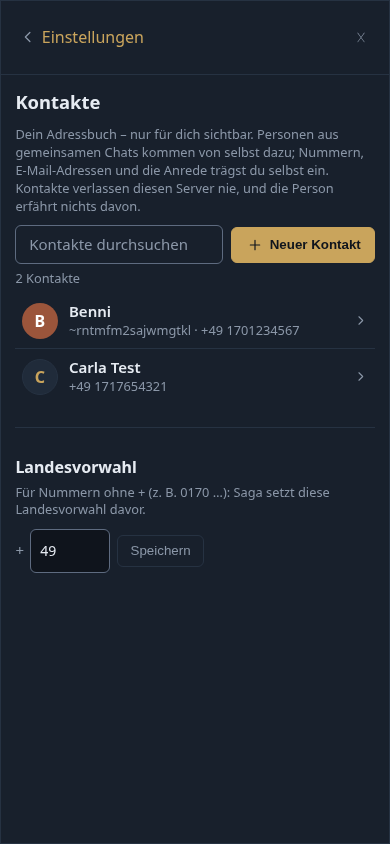 Einstellungen
X
Kontakte
Dein Adressbuch – nur für dich sichtbar. Personen aus
gemeinsamen Chats kommen von selbst dazu; Nummern,
E-Mail-Adressen und die Anrede trägst du selbst ein.
Kontakte verlassen diesen Server nie, und die Person
erfährt nichts davon.
Kontakte durchsuchen
+ Neuer Kontakt
2 Kontakte
B
Benni
~rntmfm2sajwmgtkl · +49 1701234567
C
Carla Test
+49 1717654321
Landesvorwahl
Für Nummern ohne + (z. B. 0170 …): Saga setzt diese
Landesvorwahl davor.
+ 49 Speichern